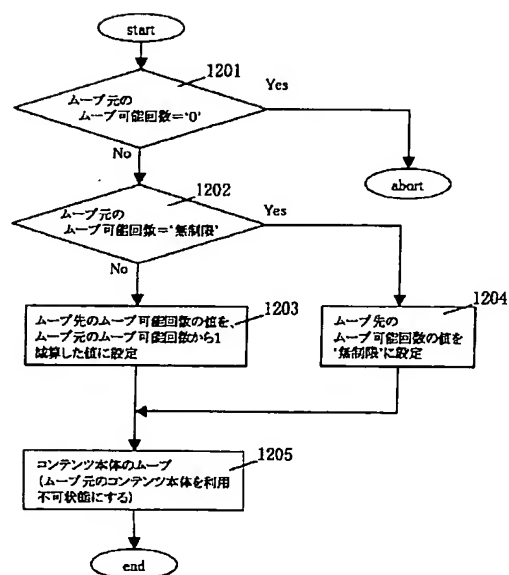 start
1201
ムーブ元の
ムーブ可能回数='0'
Yes
No
abort
1202
ムーブ元の
ムーブ可能回数='無制限'
Yes
No
1203
ムーブ先のムーブ可能回数の値を、
ムーブ元のムーブ可能回数から1
減算した値に設定
1204
ムーブ先の
ムーブ可能回数の値を
'無制限'に設定
1205
コンテンツ本体のムーブ
(ムーブ元のコンテンツ本体を利用
不可状態にする)
end